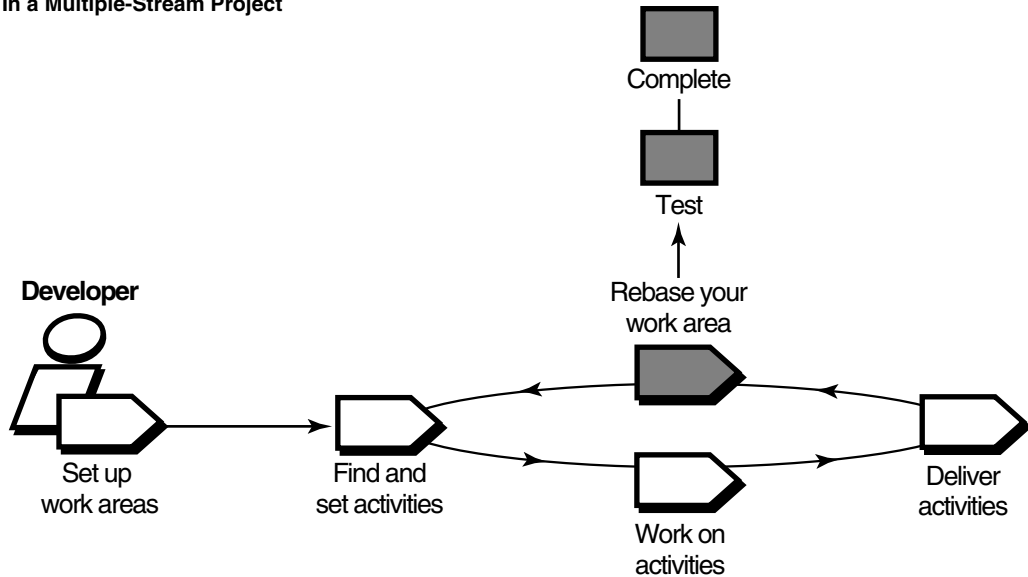 in a Multiple-Stream Project
Complete
Test
Rebase your
work area
Developer
Set up
work areas
Find and
set activities
Work on
activities
Deliver
activities